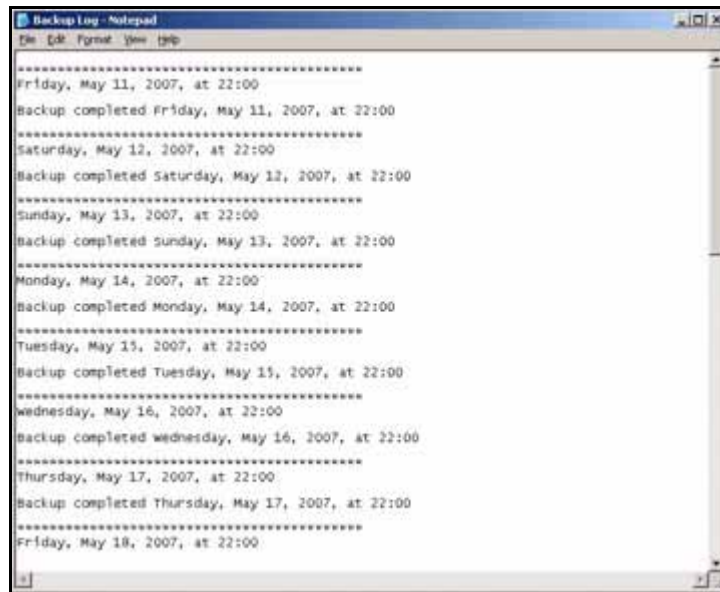 Backup Log - Notepad
File Edit Format View Help
********************************************
Friday, May 11, 2007, at 22:00
Backup completed Friday, May 11, 2007, at 22:00
********************************************
Saturday, May 12, 2007, at 22:00
Backup completed Saturday, May 12, 2007, at 22:00
********************************************
Sunday, May 13, 2007, at 22:00
Backup completed Sunday, May 13, 2007, at 22:00
********************************************
Monday, May 14, 2007, at 22:00
Backup completed Monday, May 14, 2007, at 22:00
********************************************
Tuesday, May 15, 2007, at 22:00
Backup completed Tuesday, May 15, 2007, at 22:00
********************************************
Wednesday, May 16, 2007, at 22:00
Backup completed Wednesday, May 16, 2007, at 22:00
********************************************
Thursday, May 17, 2007, at 22:00
Backup completed Thursday, May 17, 2007, at 22:00
********************************************
Friday, May 18, 2007, at 22:00